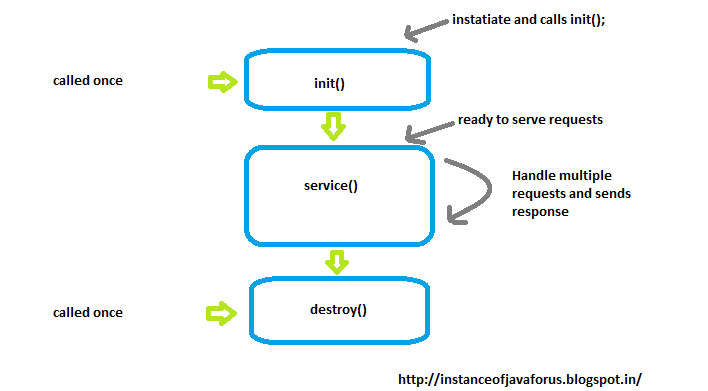 instatiate and calls init();
called once
init()
ready to serve requests
service()
Handle multiple
requests and sends
response
called once
destroy()
http://instanceofjavaforus.blogspot.in/